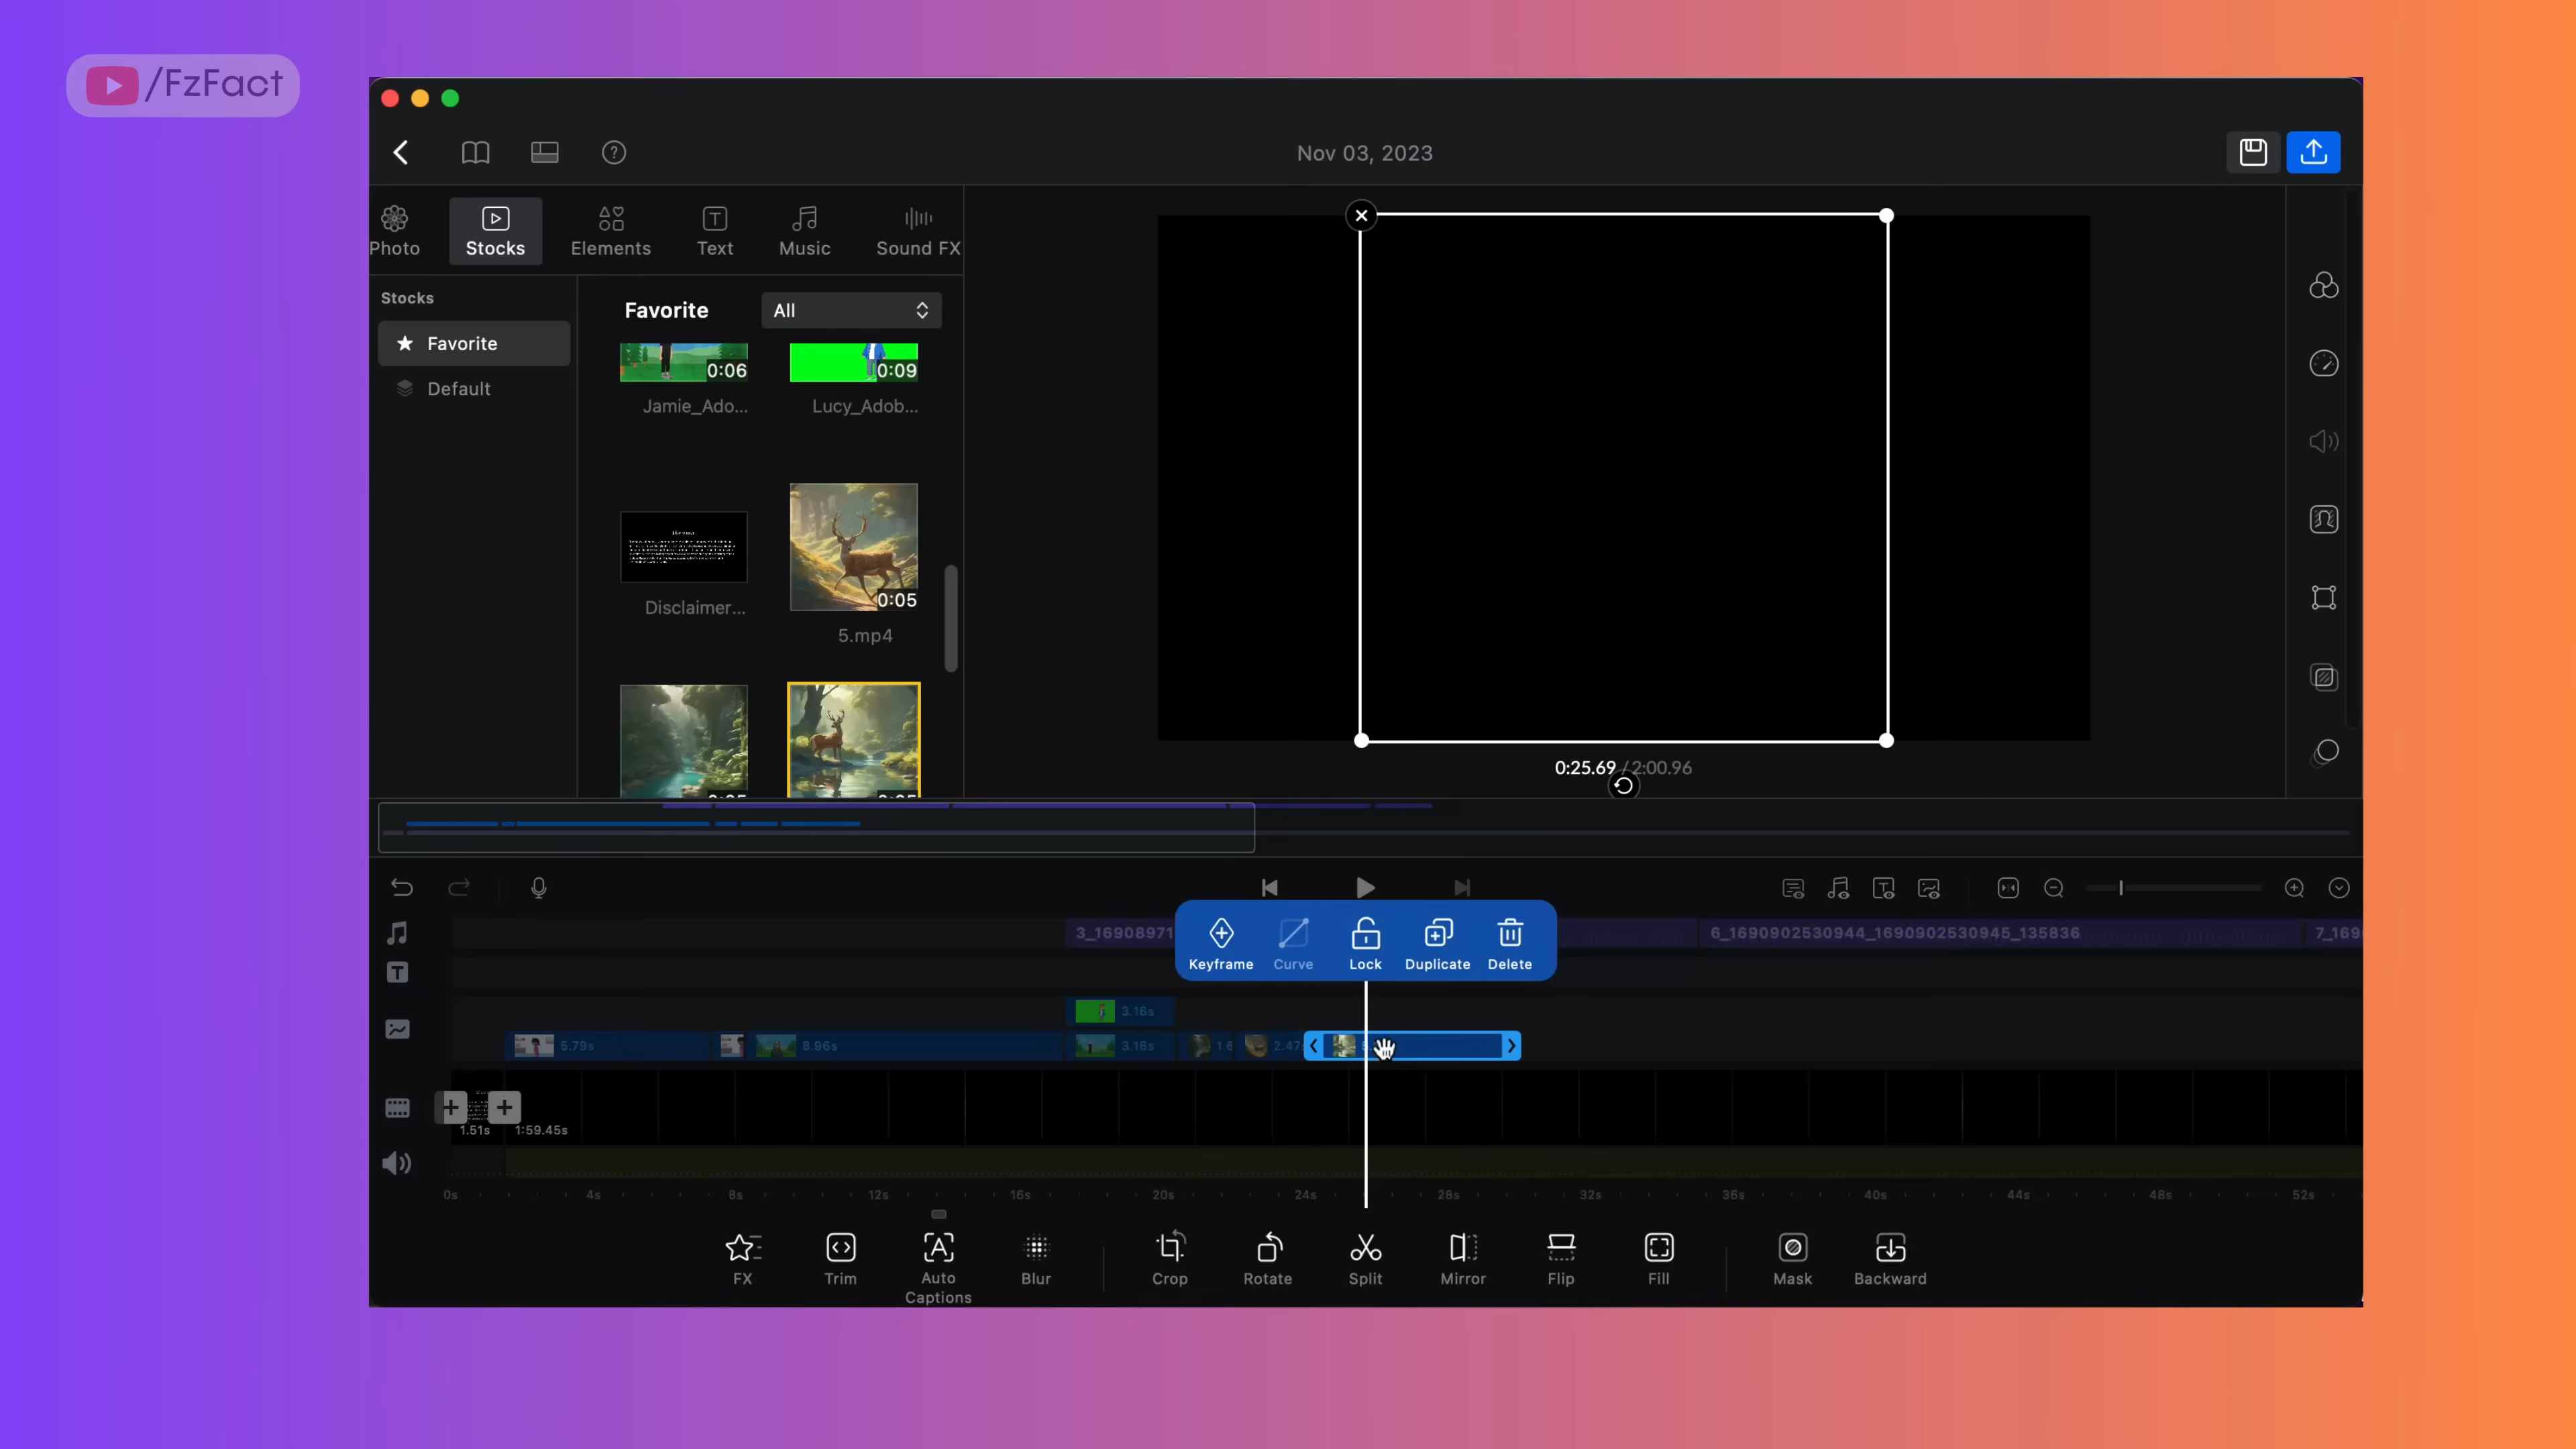 /FzFact
Nov 03, 2023
Photo
Stocks
Elements
Text
Music
Sound FX
Stocks
Favorite
Default
Favorite
All
0:06
0:09
Jamie_Ado...
Lucy_Adob...
Disclaimer...
0:05
5.mp4
0:25.69 / 2:00.96
Keyframe
Curve
Lock
Duplicate
Delete
3_16908971
6_1690902530944_1690902530945_135836
7_169
3.16s
5.79s
8.96s
3.16s
1.6
2.47
1.51s
1:59.45s
0s
4s
8s
12s
16s
20s
24s
28s
32s
36s
40s
44s
48s
52s
FX
Trim
Auto
Captions
Blur
Crop
Rotate
Split
Mirror
Flip
Fill
Mask
Backward